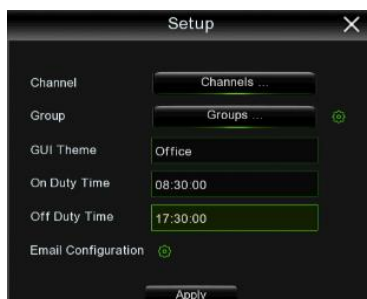 Setup
Channel
Channels ...
Group
Groups ...
GUI Theme
Office
On Duty Time
08:30:00
Off Duty Time
17:30:00
Email Configuration
Apply